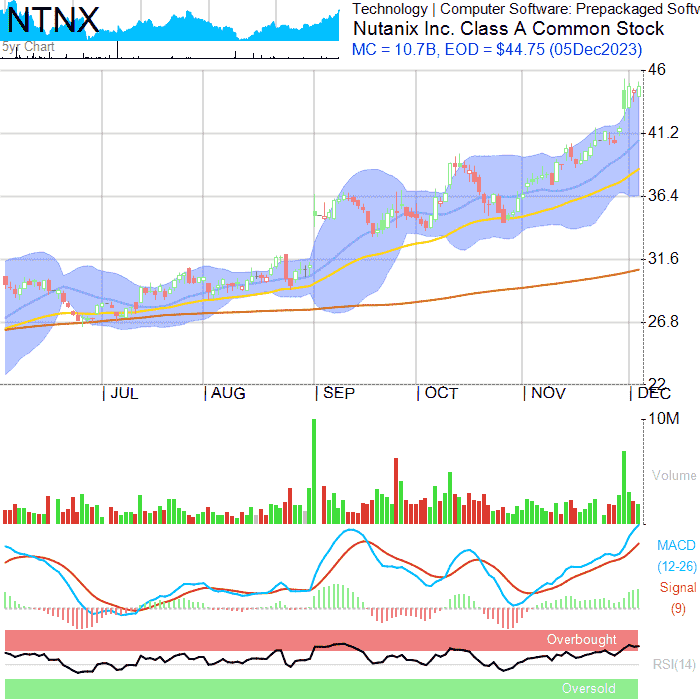 NTNX
5yr Chart
Technology | Computer Software: Prepackaged Softw
Nutanix Inc. Class A Common Stock
MC = 10.7B, EOD = $44.75 (05Dec2023)
46
41.2
36.4
31.6
26.8
22
JUL AUG SEP OCT NOV DEC
10M
Volume
MACD
(12-26)
Signal
(9)
Overbought
RSI(14)
Oversold